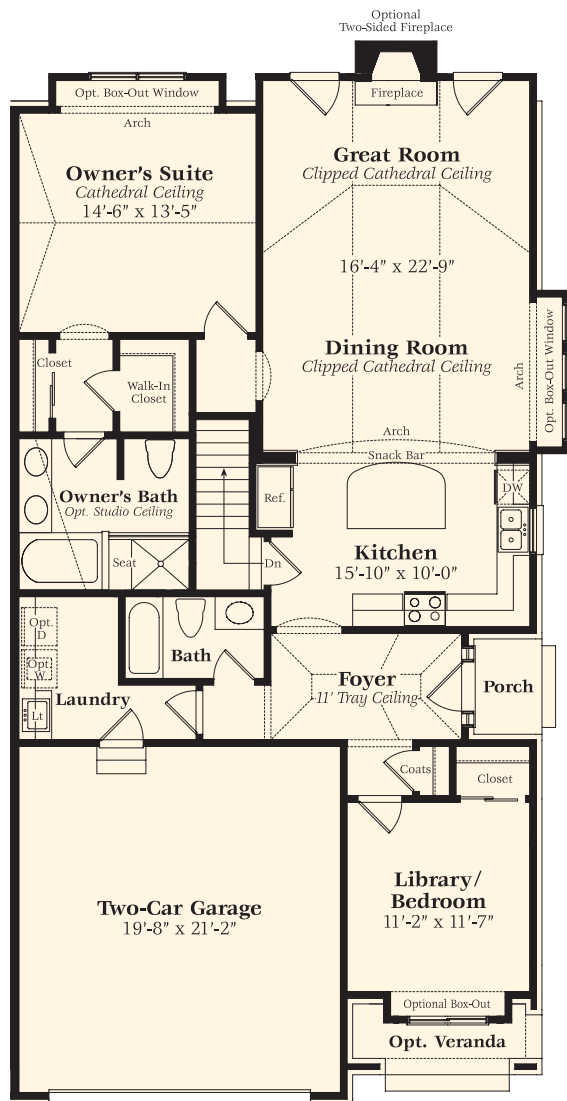 Optional
Two-Sided Fireplace
Opt. Box-Out Window
Fireplace
Arch
Owner's Suite
Cathedral Ceiling
14'-6" x 13'-5"
Great Room
Clipped Cathedral Ceiling
16'-4" x 22'-9"
Dining Room
Clipped Cathedral Ceiling
Arch
Opt. Box-Out Window
Closet
Walk-In
Closet
Arch
Snack Bar
Owner's Bath
Opt. Studio Ceiling
Ref.
DW
Seat
Dn
Kitchen
15'-10" x 10'-0"
Opt.
D
Opt
W
Lt
Laundry
Bath
Foyer
11' Tray Ceiling
Porch
Coats
Closet
Two-Car Garage
19'-8" x 21'-2"
Library/
Bedroom
11'-2" x 11'-7"
Optional Box-Out
Opt. Veranda